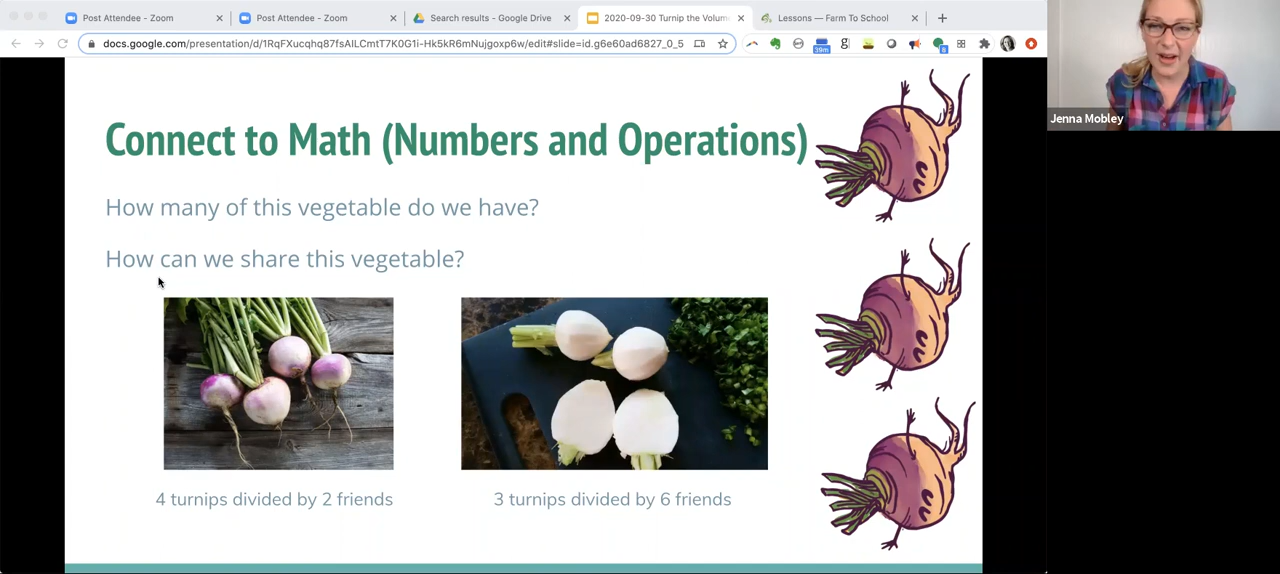 Post Attendee - Zoom
Post Attendee - Zoom
Search results - Google Drive
2020-09-30 Turnip the Volum
Lessons — Farm To School
docs.google.com/presentation/d/1RqFXucqhq87fsAILCmtT7K0G1i-Hk5kR6mNujgoxp6w/edit#slide=id.g6e60ad6827_0_5
39m
8
Jenna Mobley
Connect to Math (Numbers and Operations)
How many of this vegetable do we have?
How can we share this vegetable?
4 turnips divided by 2 friends
3 turnips divided by 6 friends